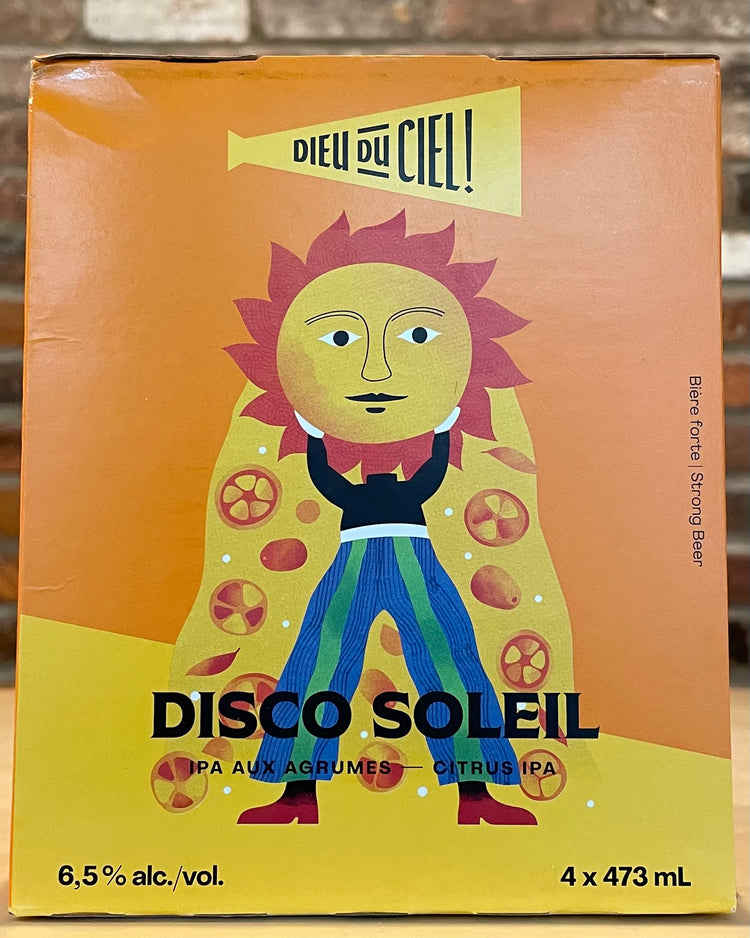 DIEU DU CIEL!
Bière forte | Strong Beer
DISCO SOLEIL
IPA AUX AGRUMES — CITRUS IPA
6,5 % alc./vol.
4 x 473 mL